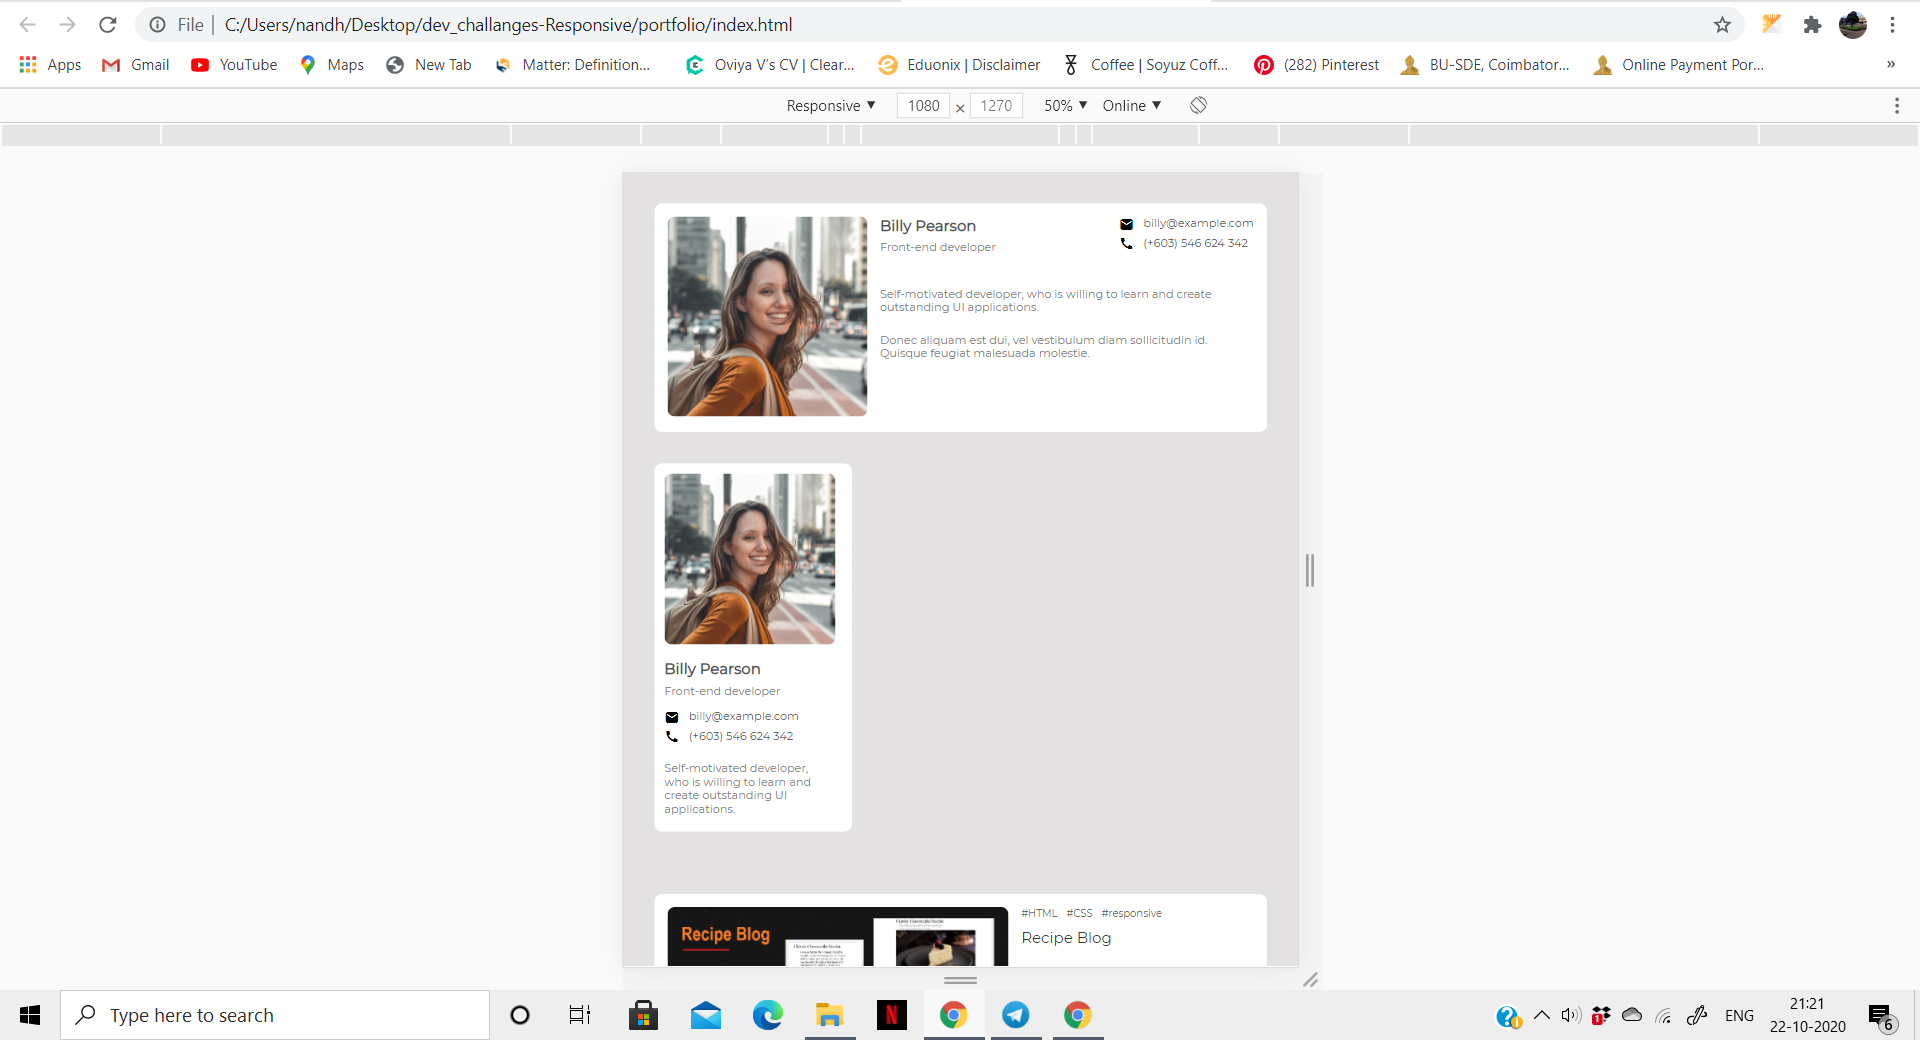 File | C:/Users/nandh/Desktop/dev_challanges-Responsive/portfolio/index.html
Apps Gmail YouTube Maps New Tab Matter: Definition... Oviya V's CV | Clear... Eduonix | Disclaimer Coffee | Soyuz Coff... (282) Pinterest BU-SDE, Coimbator... Online Payment Por... »
Responsive ▼ 1080 × 1270 50% ▼ Online ▼
Billy Pearson
Front-end developer
billy@example.com
(+603) 546 624 342
Self-motivated developer, who is willing to learn and create
outstanding UI applications.
Donec aliquam est dui, vel vestibulum diam sollicitudin id.
Quisque feugiat malesuada molestie.
Billy Pearson
Front-end developer
billy@example.com
(+603) 546 624 342
Self-motivated developer,
who is willing to learn and
create outstanding UI
applications.
Recipe Blog
#HTML #CSS #responsive
Recipe Blog
Type here to search
ENG
21:21
22-10-2020
6